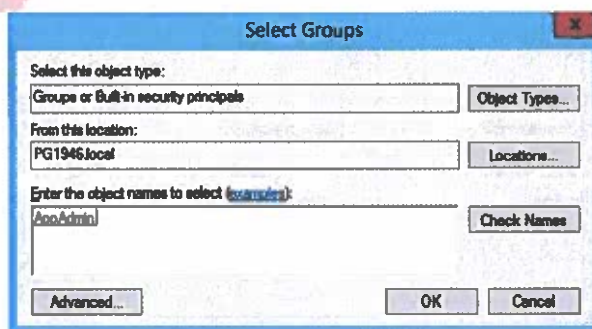 Select Groups
x
Select this object type:
Groups or Built-in security principals
Object Types...
From this location:
PG1946.local
Locations...
Enter the object names to select (examples):
AppAdmin
Check Names
Advanced...
OK
Cancel